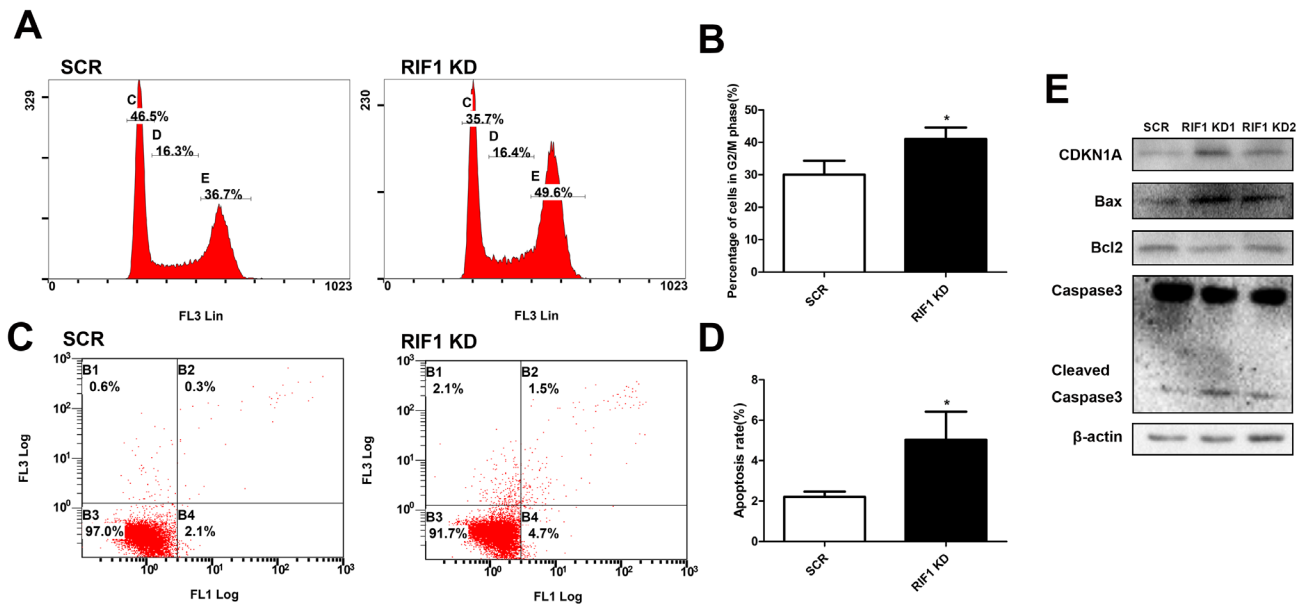 A
SCR
329
C
46.5%
D
16.3%
E
36.7%
0
1023
FL3 Lin
RIF1 KD
230
C
35.7%
D
16.4%
E
49.6%
0
1023
FL3 Lin
B
Percentage of cells in G2/M phase(%)
50
40
30
20
10
0
*
SCR
RIF1 KD
C
SCR
FL3 Log
10³
10²
10¹
10⁰
B1
0.6%
B2
0.3%
B3
97.0%
B4
2.1%
10⁰
10¹
10²
10³
FL1 Log
RIF1 KD
FL3 Log
10³
10²
10¹
10⁰
B1
2.1%
B2
1.5%
B3
91.7%
B4
4.7%
10⁰
10¹
10²
10³
FL1 Log
D
Apoptosis rate(%)
8
6
4
2
0
*
SCR
RIF1 KD
E
SCR RIF1 KD1 RIF1 KD2
CDKN1A
Bax
Bcl2
Caspase3
Cleaved
Caspase3
β-actin